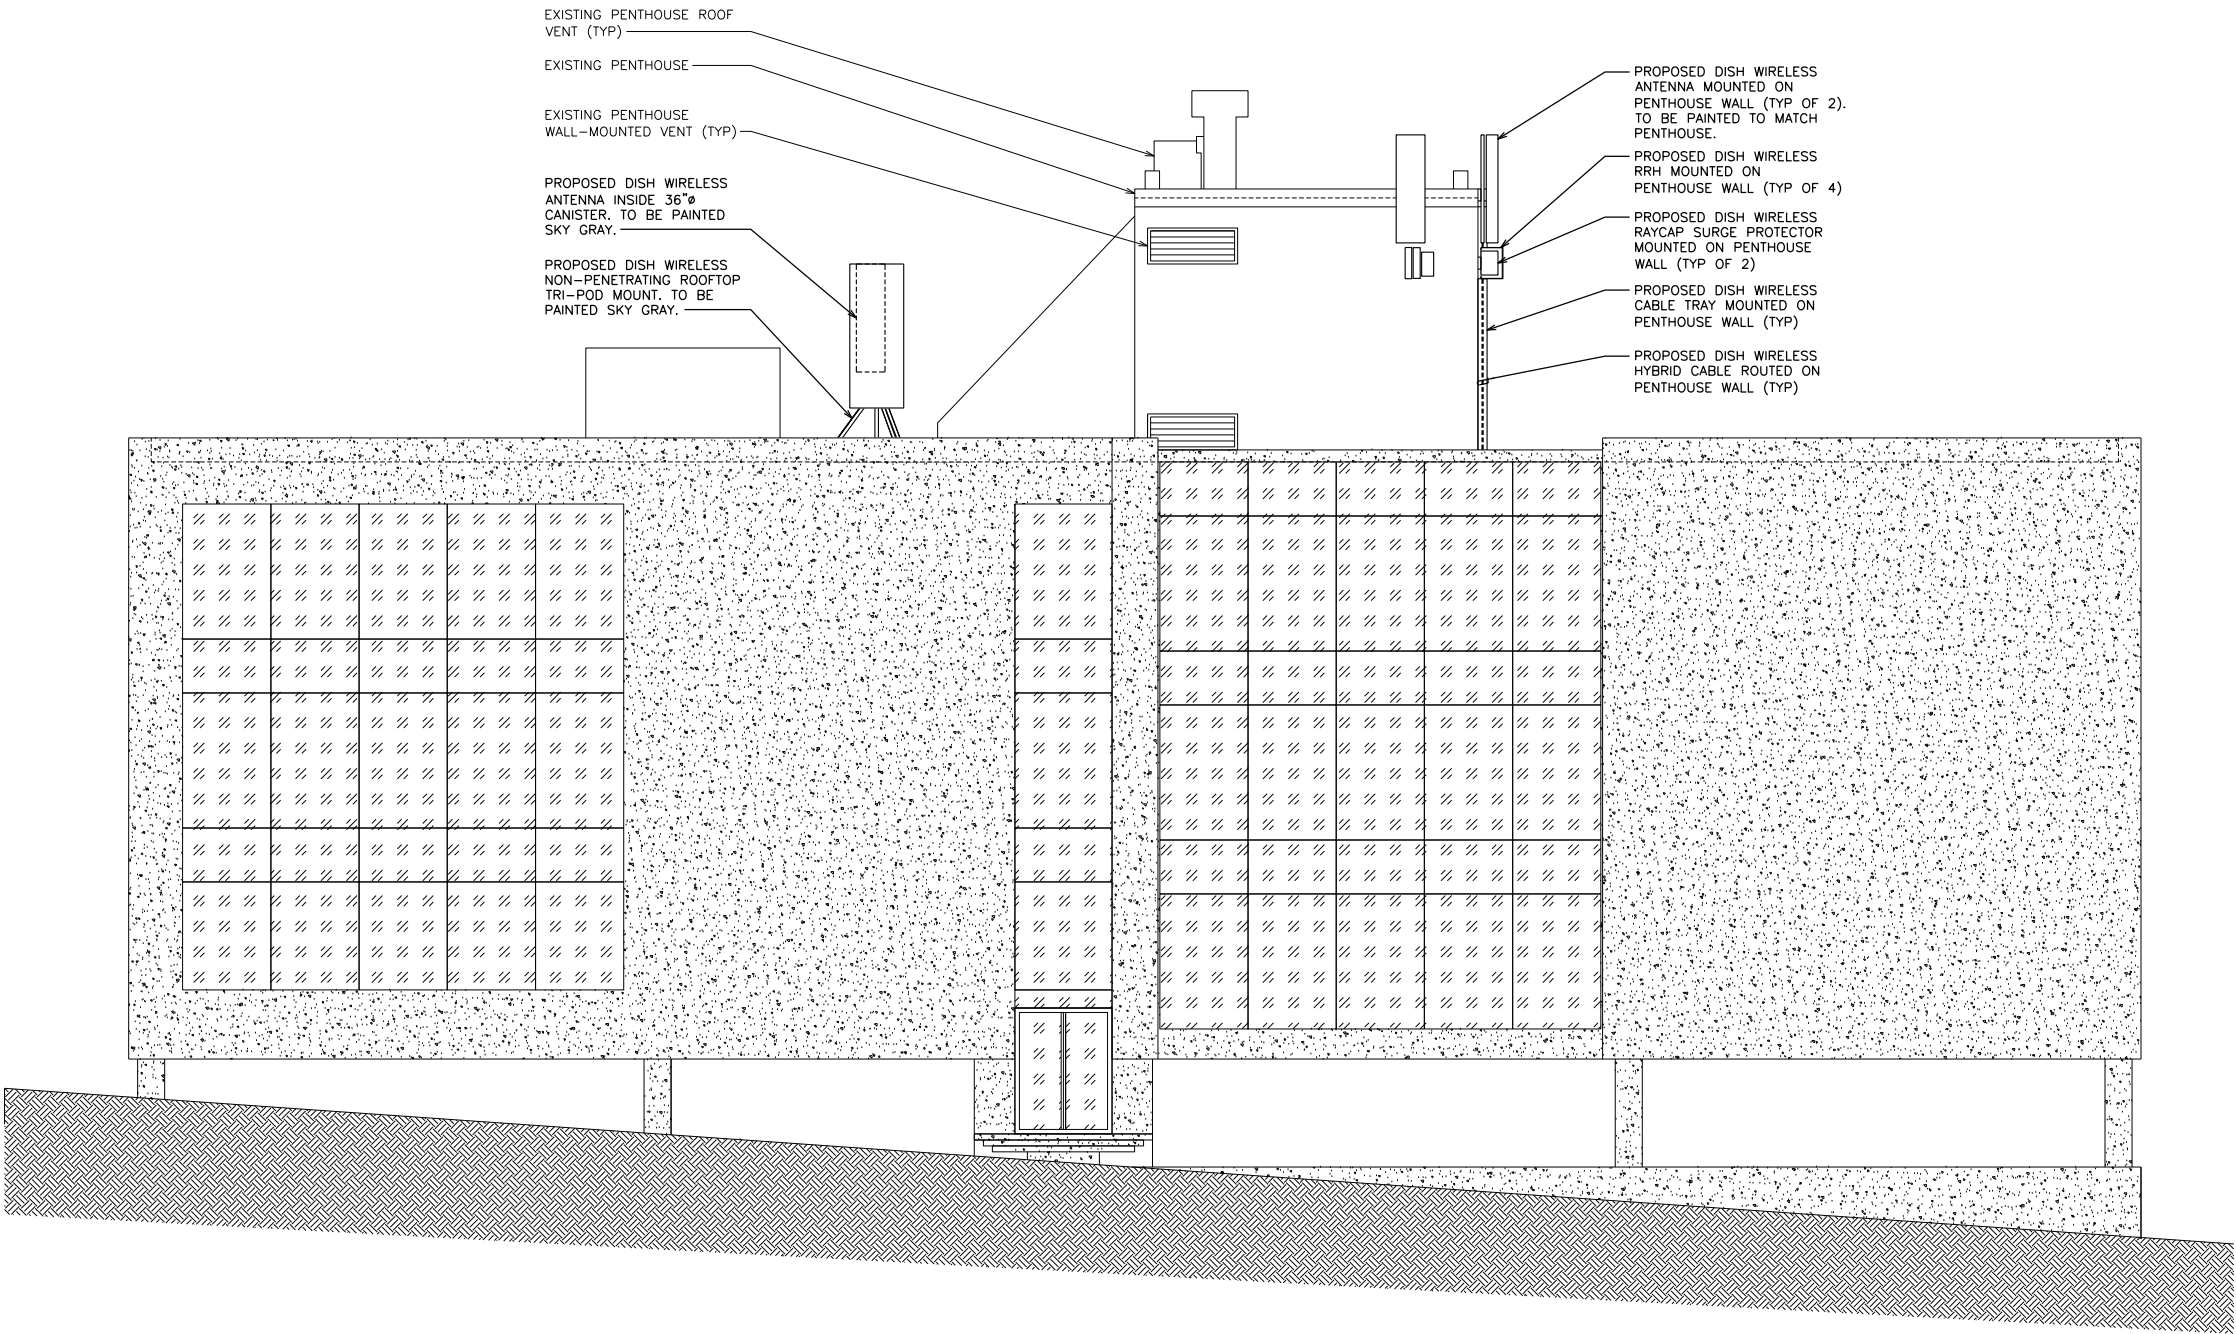 EXISTING PENTHOUSE ROOF
VENT (TYP)
EXISTING PENTHOUSE
EXISTING PENTHOUSE
WALL-MOUNTED VENT (TYP)
PROPOSED DISH WIRELESS
ANTENNA INSIDE 36"ø
CANISTER. TO BE PAINTED
SKY GRAY.
PROPOSED DISH WIRELESS
NON-PENETRATING ROOFTOP
TRI-POD MOUNT. TO BE
PAINTED SKY GRAY.
PROPOSED DISH WIRELESS
ANTENNA MOUNTED ON
PENTHOUSE WALL (TYP OF 2).
TO BE PAINTED TO MATCH
PENTHOUSE.
PROPOSED DISH WIRELESS
RRH MOUNTED ON
PENTHOUSE WALL (TYP OF 4)
PROPOSED DISH WIRELESS
RAYCAP SURGE PROTECTOR
MOUNTED ON PENTHOUSE
WALL (TYP OF 2)
PROPOSED DISH WIRELESS
CABLE TRAY MOUNTED ON
PENTHOUSE WALL (TYP)
PROPOSED DISH WIRELESS
HYBRID CABLE ROUTED ON
PENTHOUSE WALL (TYP)